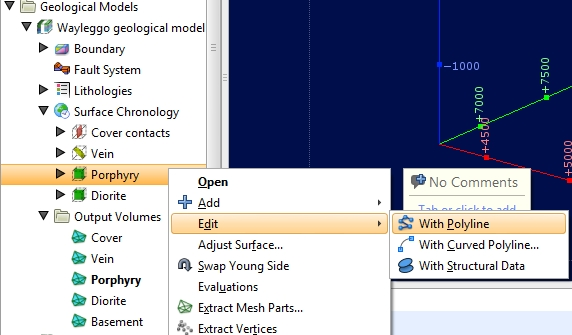 Geological Models
Wayleggo geological model
Boundary
Fault System
Lithologies
Surface Chronology
Cover contacts
Vein
Porphyry
Diorite
Output Volumes
Cover
Vein
Porphyry
Diorite
Basement
Open
Add
Edit
Adjust Surface...
Swap Young Side
Evaluations
Extract Mesh Parts...
Extract Vertices
With Polyline
With Curved Polyline...
With Structural Data
No Comments
Tab or click to add
−1000
+7000
+7500
+4500
+5000